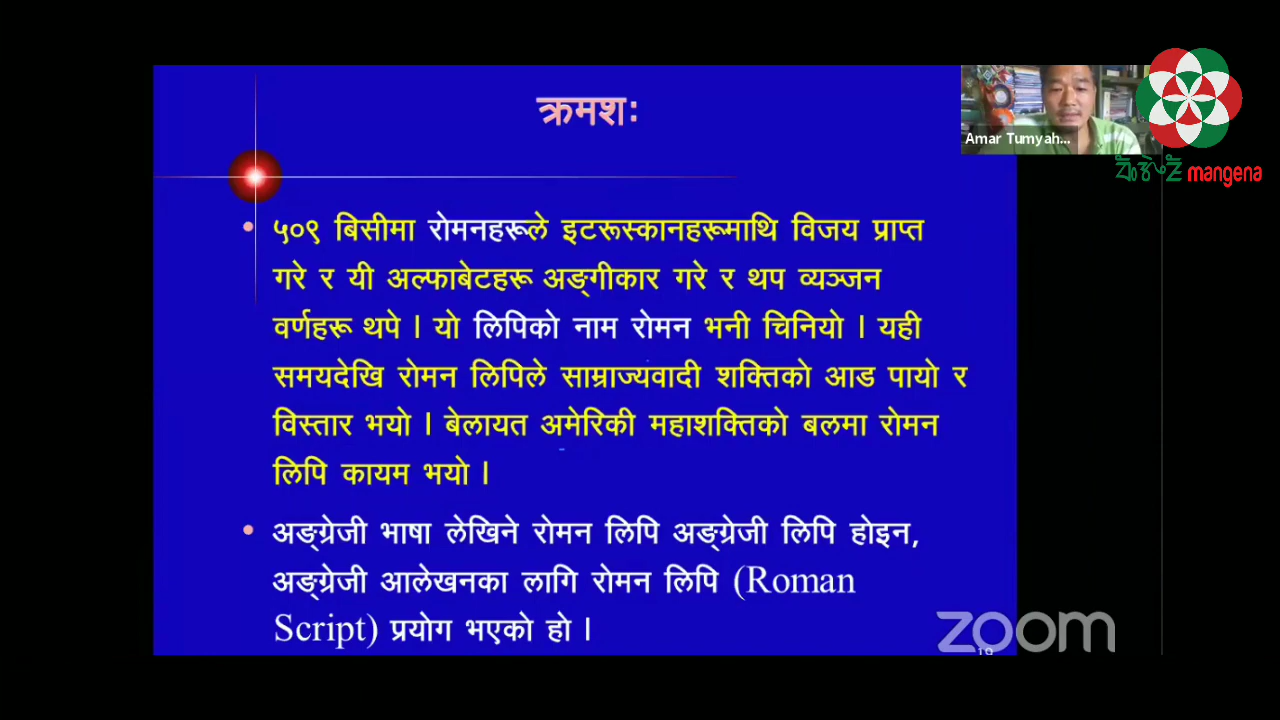 क्रमशः
• ५०९ बिसीमा रोमनहरूले इटरूस्कानहरूमाथि विजय प्राप्त
गरे र यी अल्फाबेटहरू अङ्गीकार गरे र थप व्यञ्जन
वर्णहरू थपे । यो लिपिको नाम रोमन भनी चिनियो । यही
समयदेखि रोमन लिपिले साम्राज्यवादी शक्तिको आड पायो र
विस्तार भयो । बेलायत अमेरिकी महाशक्तिको बलमा रोमन
लिपि कायम भयो ।
• अङ्ग्रेजी भाषा लेखिने रोमन लिपि अङ्ग्रेजी लिपि होइन,
अङ्ग्रेजी आलेखनका लागि रोमन लिपि (Roman
Script) प्रयोग भएको हो ।
Amar Tumyah...
mangena
zoom
19